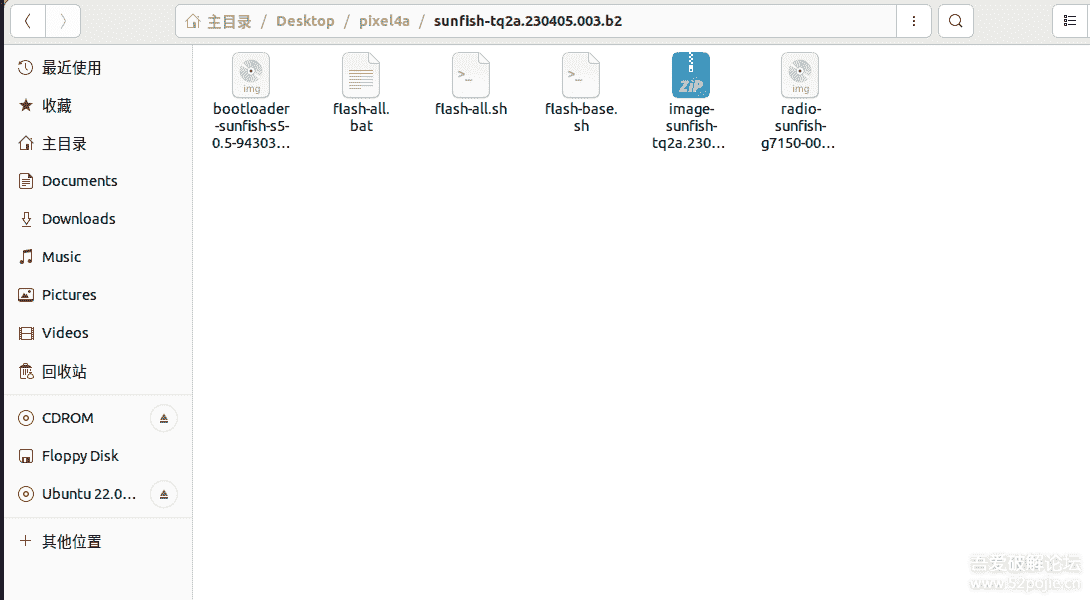 主目录 / Desktop / pixel4a / sunfish-tq2a.230405.003.b2
最近使用
收藏
主目录
Documents
Downloads
Music
Pictures
Videos
回收站
CDROM
Floppy Disk
Ubuntu 22.0...
其他位置
img
bootloader
-sunfish-s5-
0.5-94303...
flash-all.
bat
flash-all.sh
flash-base.
sh
ZiP
image-
sunfish-
tq2a.230...
img
radio-
sunfish-
g7150-00...
吾爱破解论坛
www.52pojie.cn